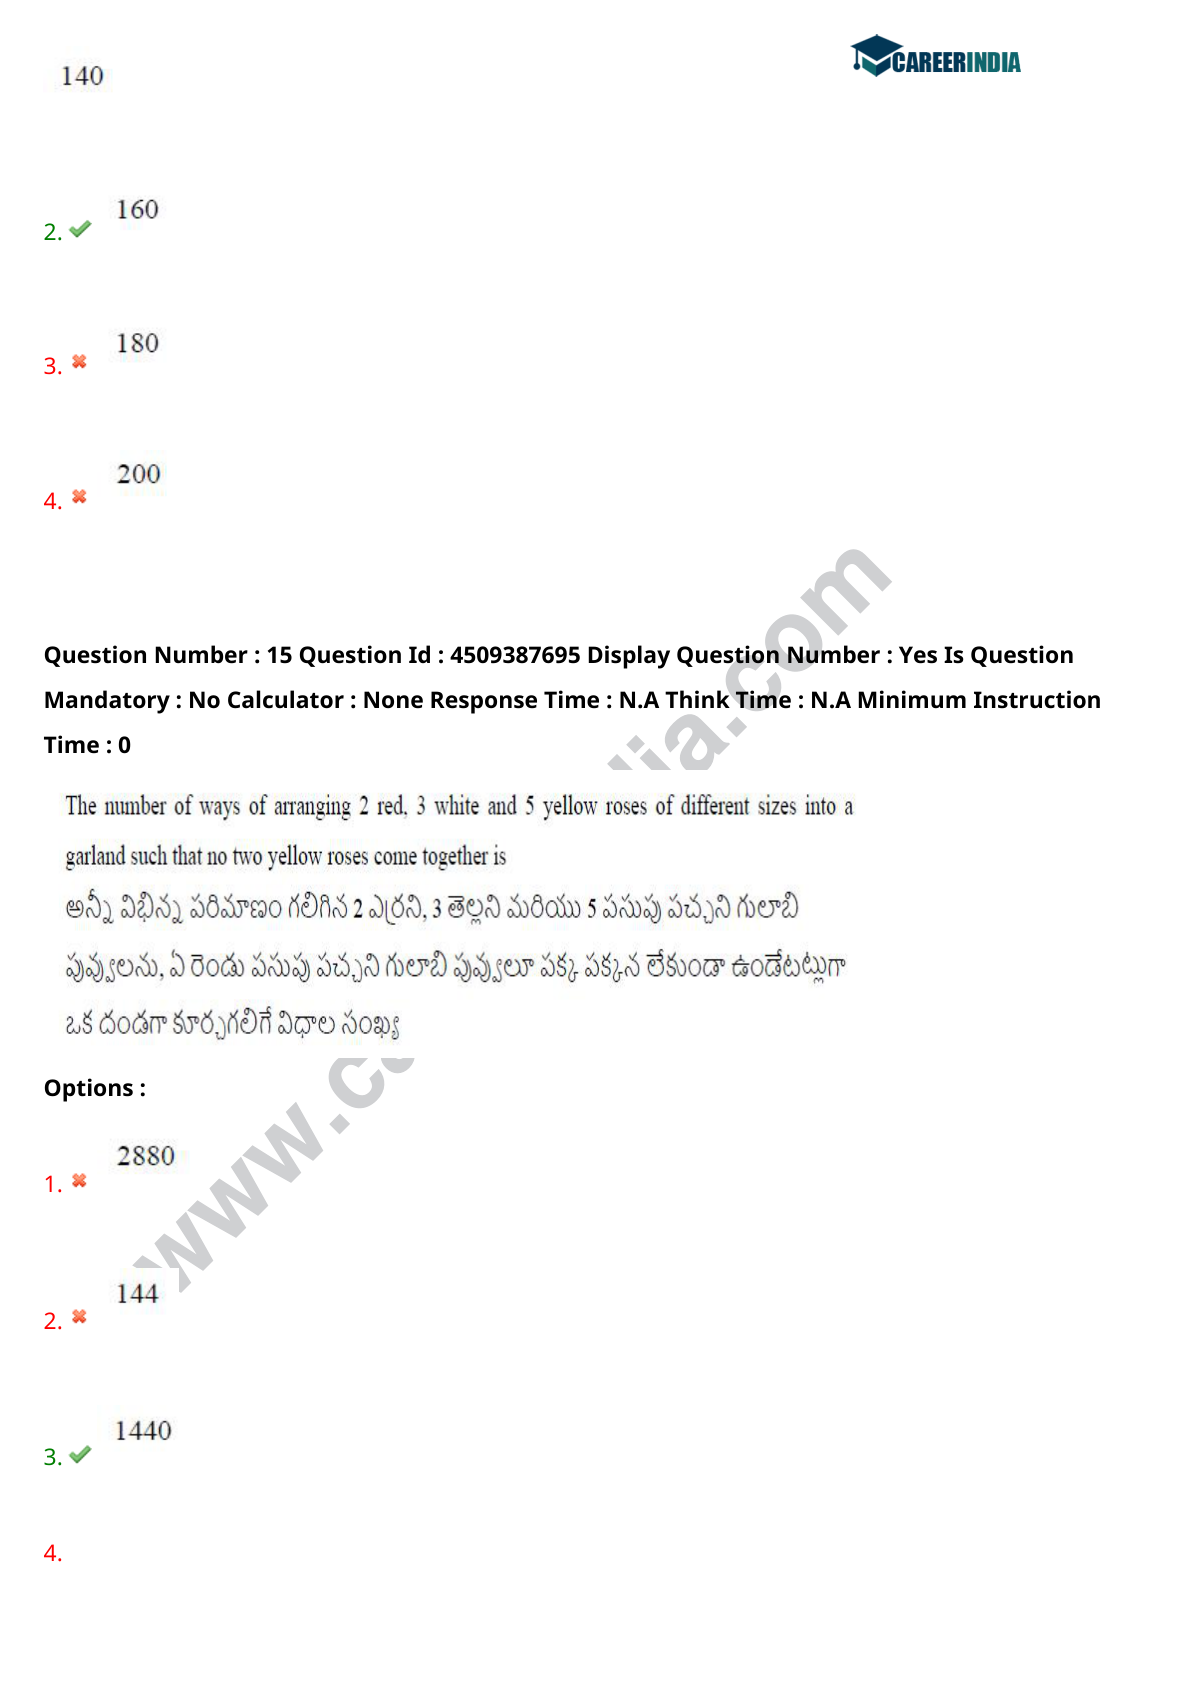 CAREERINDIA
140
160
2.
180
3.
200
4.
Question Number : 15 Question Id : 4509387695 Display Question Number : Yes Is Question
Mandatory : No Calculator : None Response Time : N.A Think Time : N.A Minimum Instruction
Time : 0
The number of ways of arranging 2 red, 3 white and 5 yellow roses of different sizes into a
garland such that no two yellow roses come together is
అన్నీ విభిన్న పరిమాణం గలిగిన 2 ఎర్రని, 3 తెల్లని మరియు 5 పసుపు పచ్చని గులాబి
పువ్వులను, ఏ రెండు పసుపు పచ్చని గులాబి పువ్వులూ పక్క పక్కన లేకుండా ఉండేటట్లుగా
ఒక దండగా కూర్చగలిగే విధాల సంఖ్య
Options :
2880
1.
144
2.
1440
3.
4.